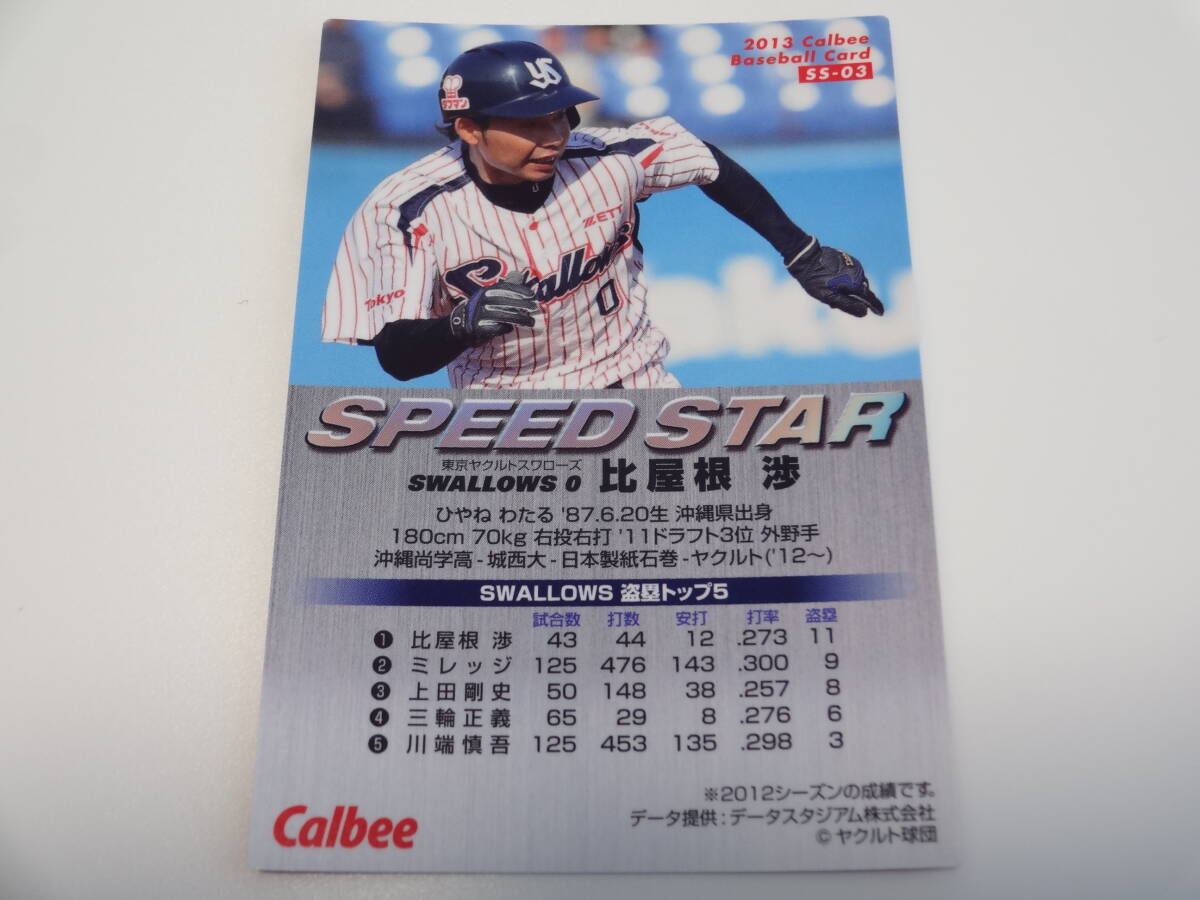 2013 Calbee
Baseball Card
SS-03
YS
タフマン
ZETT
Swallows
0
Tokyo
SPEED STAR
東京ヤクルトスワローズ
SWALLOWS 0 比屋根 渉
ひやね わたる '87.6.20生 沖縄県出身
180cm 70kg 右投右打 '11ドラフト3位 外野手
沖縄尚学高-城西大-日本製紙石巻-ヤクルト('12〜)
SWALLOWS 盗塁トップ5
試合数 打数 安打 打率 盗塁
❶ 比屋根 渉 43 44 12 .273 11
❷ ミレッジ 125 476 143 .300 9
❸ 上田剛史 50 148 38 .257 8
❹ 三輪正義 65 29 8 .276 6
❺ 川端慎吾 125 453 135 .298 3
※2012シーズンの成績です。
データ提供:データスタジアム株式会社
© ヤクルト球団
Calbee